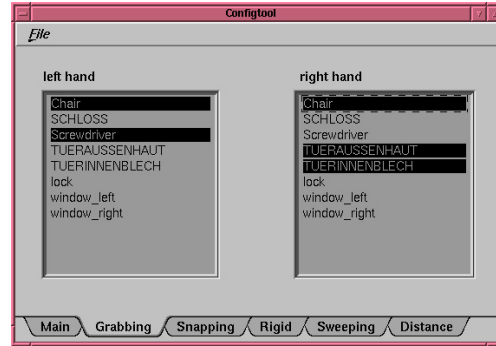 Configtool
File
left hand
Chair
SCHLOSS
Screwdriver
TUERAUSSENHAUT
TUERINNENBLECH
lock
window_left
window_right
right hand
Chair
SCHLOSS
Screwdriver
TUERAUSSENHAUT
TUERINNENBLECH
lock
window_left
window_right
Main Grabbing Snapping Rigid Sweeping Distance